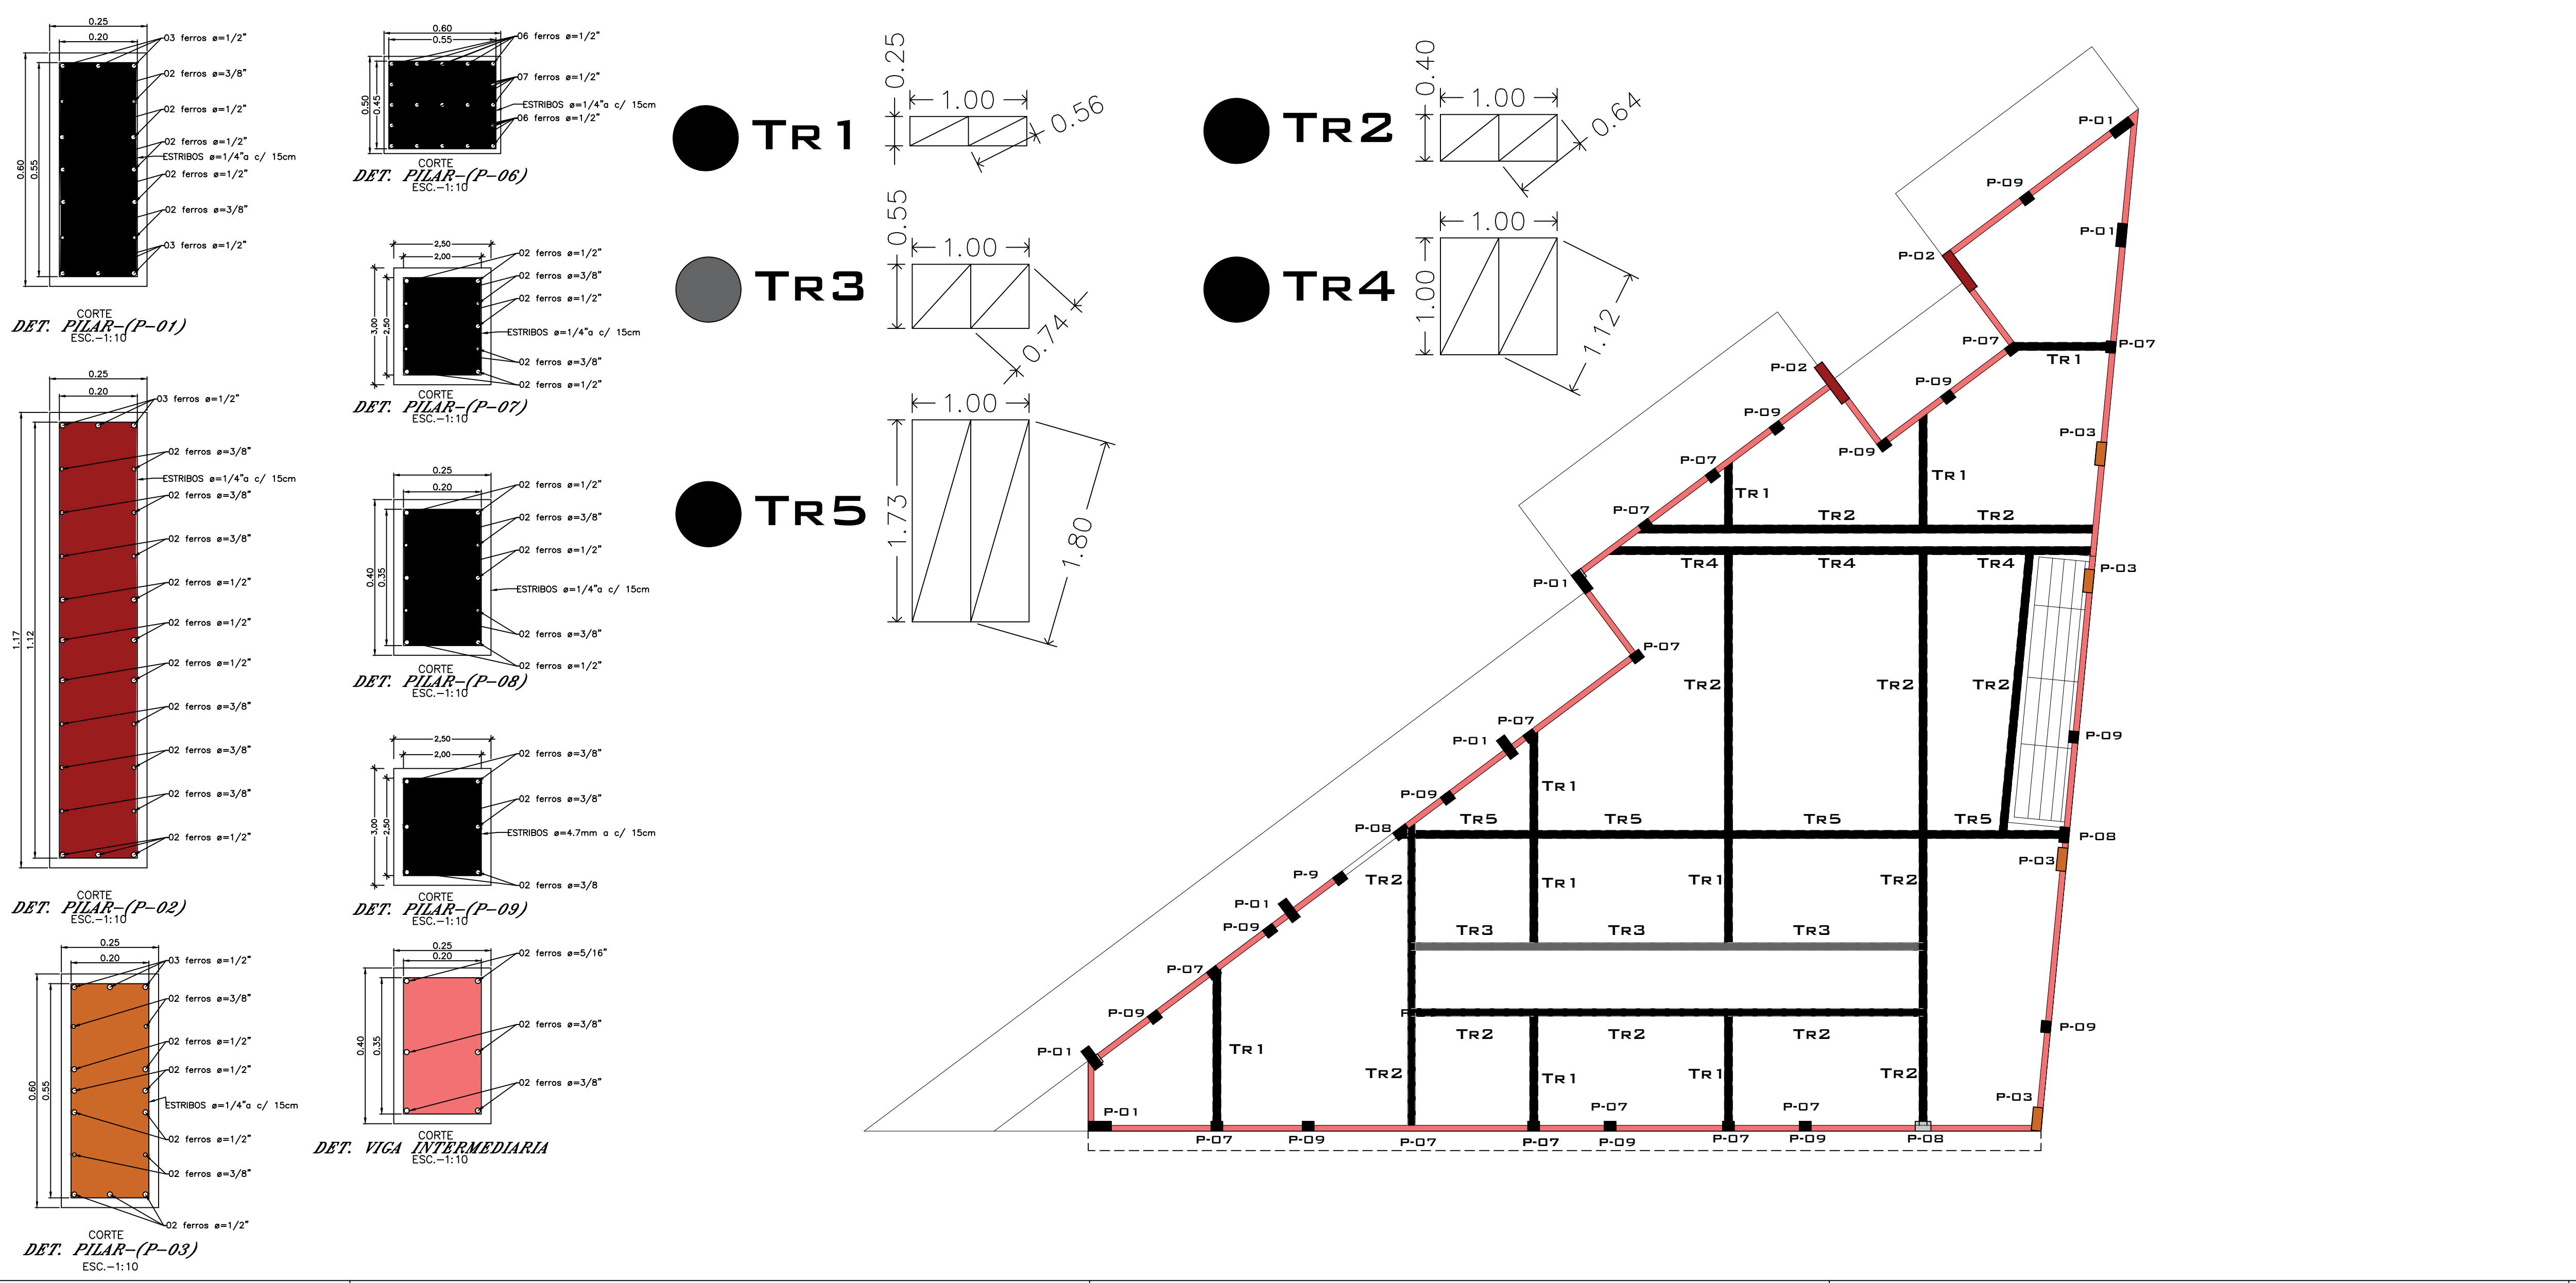 0.25
0.20
03 ferros ø=1/2"
02 ferros ø=3/8"
02 ferros ø=1/2"
02 ferros ø=1/2"
ESTRIBOS ø=1/4"a c/ 15cm
02 ferros ø=1/2"
02 ferros ø=3/8"
03 ferros ø=1/2"
0.60
0.55
CORTE
DET. PILAR-(P-01)
ESC.-1:10
0.25
0.20
03 ferros ø=1/2"
02 ferros ø=3/8"
ESTRIBOS ø=1/4"a c/ 15cm
02 ferros ø=3/8"
02 ferros ø=3/8"
02 ferros ø=1/2"
02 ferros ø=1/2"
02 ferros ø=1/2"
02 ferros ø=3/8"
02 ferros ø=3/8"
02 ferros ø=3/8"
02 ferros ø=1/2"
1.17
1.12
CORTE
DET. PILAR-(P-02)
ESC.-1:10
0.25
0.20
03 ferros ø=1/2"
02 ferros ø=3/8"
02 ferros ø=1/2"
02 ferros ø=1/2"
ESTRIBOS ø=1/4"a c/ 15cm
02 ferros ø=1/2"
02 ferros ø=3/8"
02 ferros ø=1/2"
0.60
0.55
CORTE
DET. PILAR-(P-03)
ESC.-1:10
0.60
0.55
06 ferros ø=1/2"
07 ferros ø=1/2"
ESTRIBOS ø=1/4"a c/ 15cm
06 ferros ø=1/2"
0.50
0.45
CORTE
DET. PILAR-(P-06)
ESC.-1:10
2,50
2,00
02 ferros ø=1/2"
02 ferros ø=3/8"
02 ferros ø=1/2"
ESTRIBOS ø=1/4"a c/ 15cm
02 ferros ø=3/8"
02 ferros ø=1/2"
3,00
2,50
CORTE
DET. PILAR-(P-07)
ESC.-1:10
0.25
0.20
02 ferros ø=1/2"
02 ferros ø=3/8"
02 ferros ø=1/2"
ESTRIBOS ø=1/4"a c/ 15cm
02 ferros ø=3/8"
02 ferros ø=1/2"
0.40
0.35
CORTE
DET. PILAR-(P-08)
ESC.-1:10
2,50
2,00
02 ferros ø=3/8"
02 ferros ø=3/8"
ESTRIBOS ø=4.7mm a c/ 15cm
02 ferros ø=3/8
3,00
2,50
CORTE
DET. PILAR-(P-09)
ESC.-1:10
0.25
0.20
02 ferros ø=5/16"
02 ferros ø=3/8"
02 ferros ø=3/8"
0.40
0.35
CORTE
DET. VIGA INTERMEDIARIA
ESC.-1:10
TR1
0.25
1.00
0.56
TR2
0.40
1.00
0.64
TR3
0.55
1.00
0.74
TR4
1.00
1.00
1.12
TR5
1.00
1.73
1.80
P-01
P-09
P-01
P-02
P-07
P-07
TR1
P-02
P-09
P-09
P-03
P-09
P-07
TR1
TR1
P-07
TR2
TR2
TR4
TR4
TR4
P-03
P-01
P-07
TR2
TR2
TR2
P-07
P-01
P-09
TR1
P-09
TR5
TR5
TR5
TR5
P-08
P-08
P-03
P-9
TR2
TR1
TR1
TR2
P-01
P-09
TR3
TR3
TR3
P-07
P-09
P-09
TR2
TR2
TR2
P-01
TR1
TR2
TR1
TR1
TR2
P-03
P-01
P-07
P-07
P-07
P-09
P-07
P-07
P-09
P-07
P-09
P-08